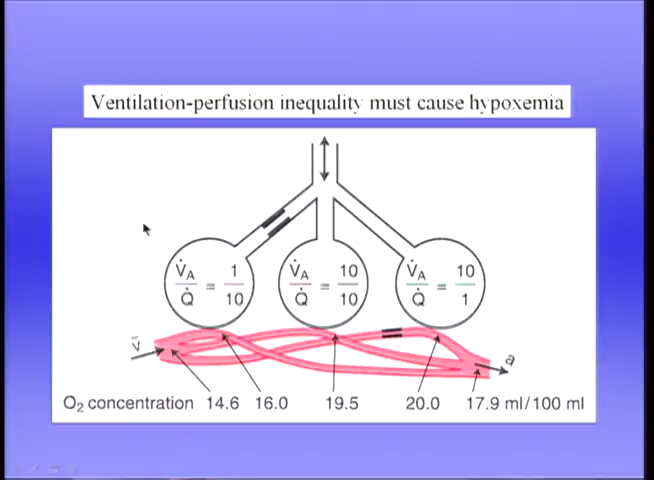 Ventilation-perfusion inequality must cause hypoxemia
V̇A/Q̇ = 1/10
V̇A/Q̇ = 10/10
V̇A/Q̇ = 10/1
v̄
a
O₂ concentration 14.6 16.0 19.5 20.0 17.9 ml/100 ml